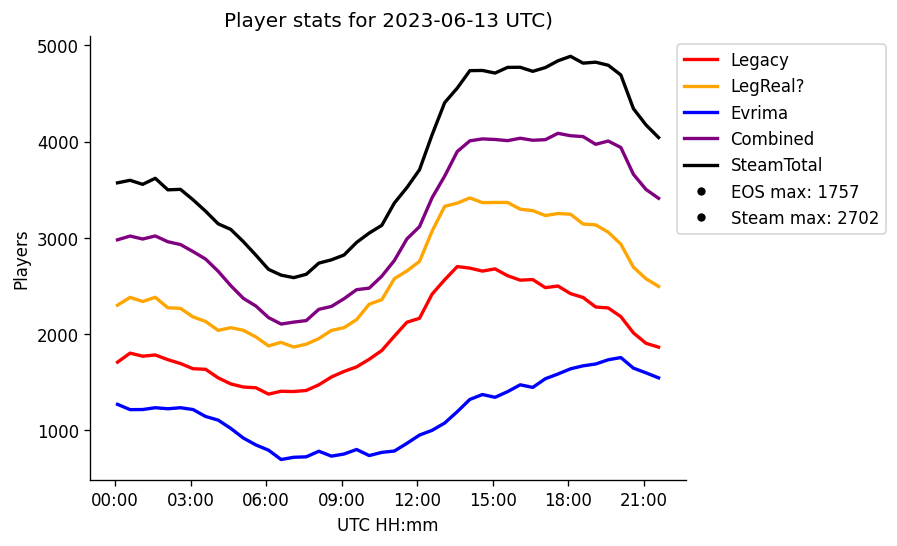 Player stats for 2023-06-13 UTC)
5000
4000
3000
2000
1000
Players
00:00 03:00 06:00 09:00 12:00 15:00 18:00 21:00
UTC HH:mm
Legacy
LegReal?
Evrima
Combined
SteamTotal
EOS max: 1757
Steam max: 2702